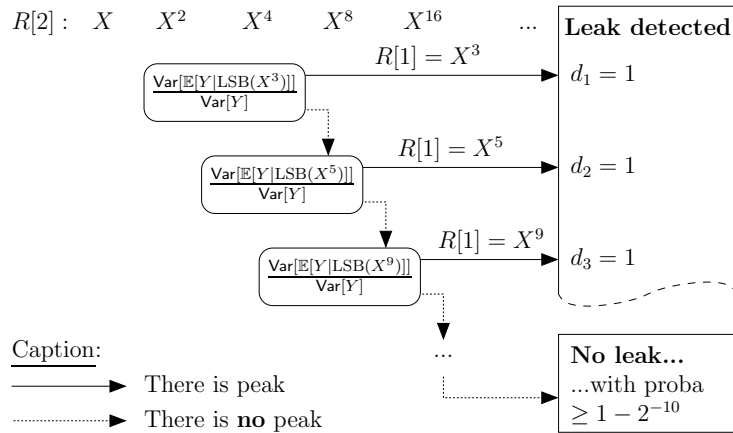 R[2] : X X^2 X^4 X^8 X^16 ...
Leak detected
R[1] = X^3
Var[𝔼[Y|LSB(X^3)]]
Var[Y]
d_1 = 1
R[1] = X^5
Var[𝔼[Y|LSB(X^5)]]
Var[Y]
d_2 = 1
R[1] = X^9
Var[𝔼[Y|LSB(X^9)]]
Var[Y]
d_3 = 1
...
Caption:
There is peak
There is no peak
No leak...
...with proba
≥ 1 − 2^−10